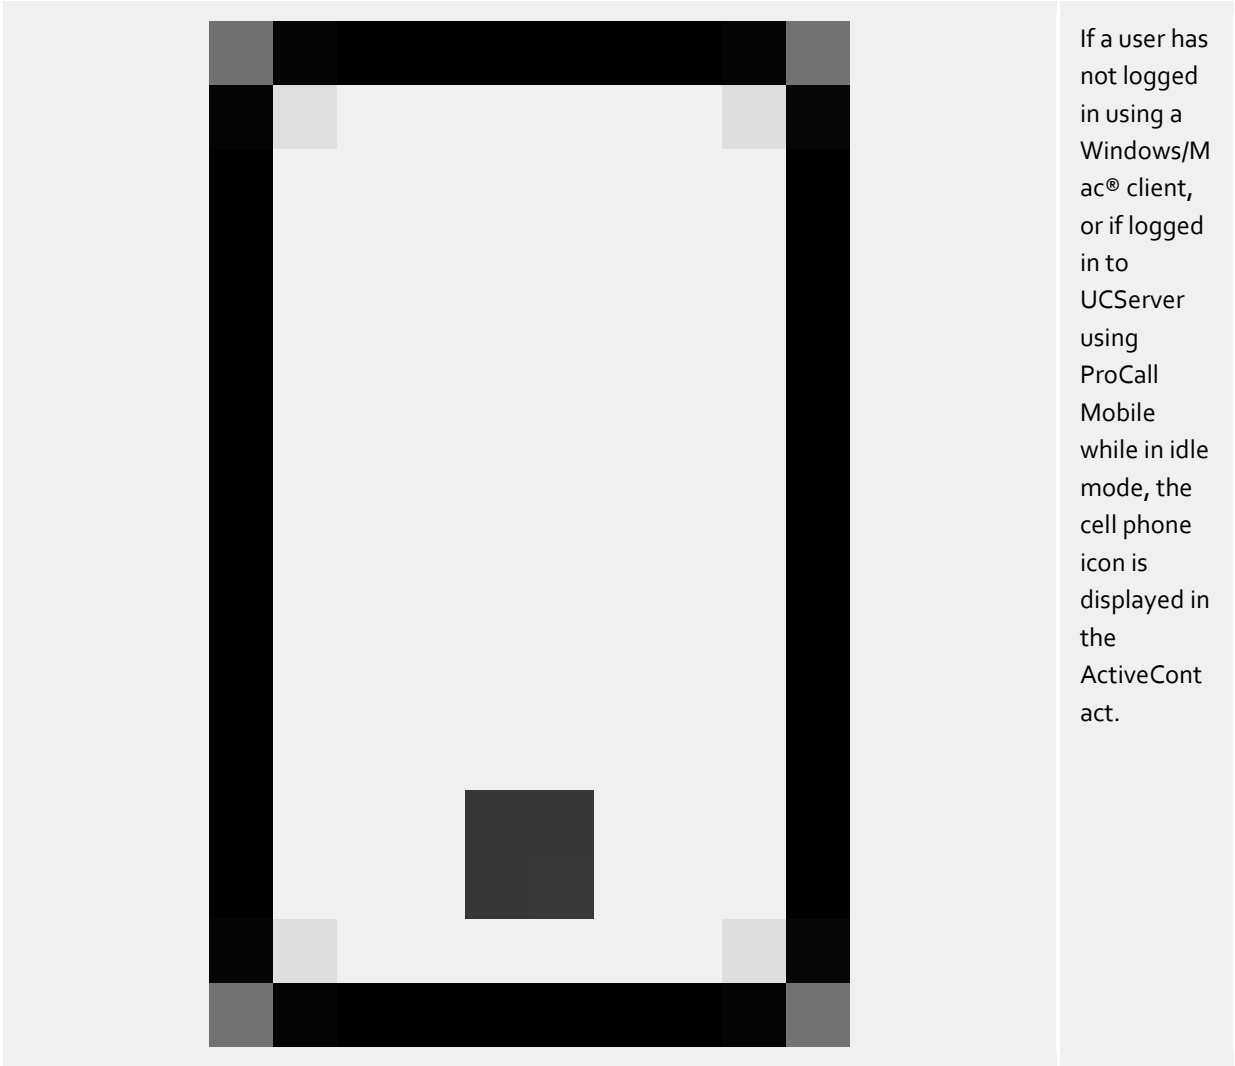 If a user has
not logged
in using a
Windows/M
ac® client,
or if logged
in to
UCServer
using
ProCall
Mobile
while in idle
mode, the
cell phone
icon is
displayed in
the
ActiveCont
act.